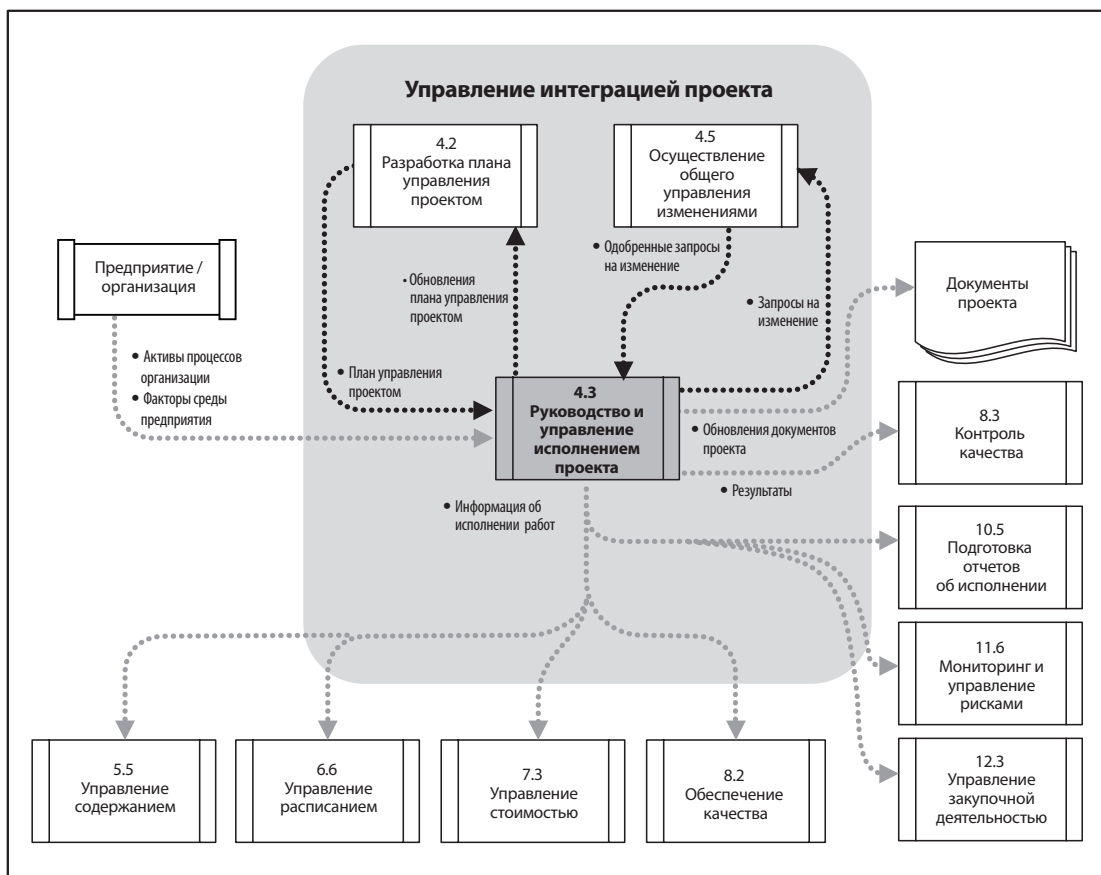 Управление интеграцией проекта
4.2
Разработка плана
управления
проектом
4.5
Осуществление
общего
управления
изменениями
Предприятие /
организация
• Активы процессов
организации
• Факторы среды
предприятия
• Обновления
плана управления
проектом
• Одобренные запросы
на изменение
• Запросы на
изменение
Документы
проекта
• План управления
проектом
4.3
Руководство и
управление
исполнением
проекта
• Обновления документов
проекта
• Результаты
• Информация об
исполнении работ
8.3
Контроль
качества
10.5
Подготовка
отчетов
об исполнении
11.6
Мониторинг и
управление
рисками
12.3
Управление
закупочной
деятельностью
5.5
Управление
содержанием
6.6
Управление
расписанием
7.3
Управление
стоимостью
8.2
Обеспечение
качества